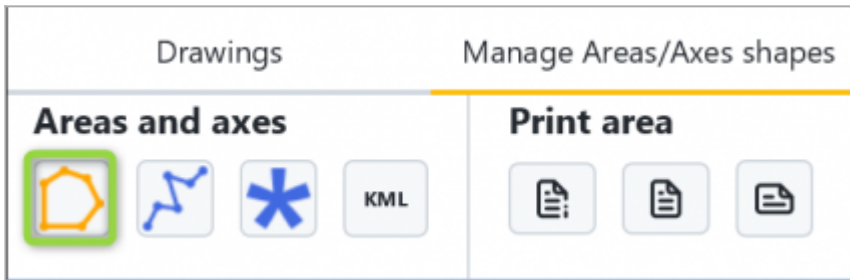 Drawings
Manage Areas/Axes shapes
Areas and axes
Print area
KML